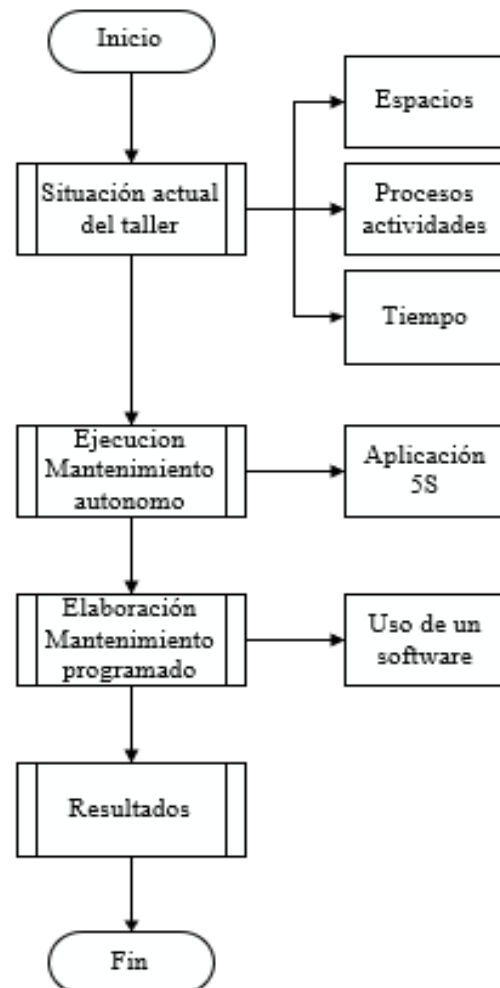 Inicio
Espacios
Situación actual
del taller
Procesos
actividades
Tiempo
Ejecucion
Mantenimiento
autonomo
Aplicación
5S
Elaboración
Mantenimiento
programado
Uso de un
software
Resultados
Fin